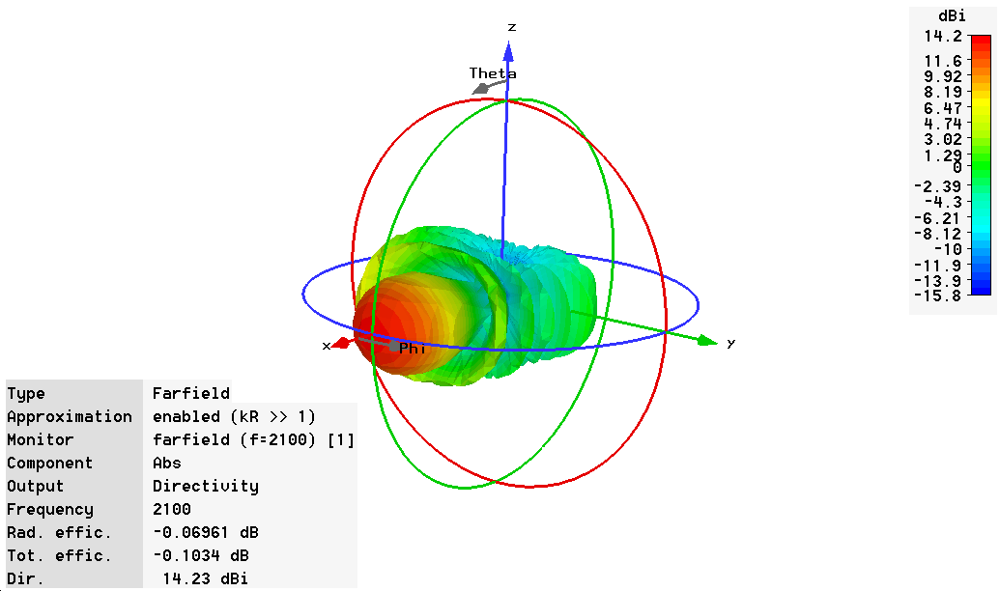 z
Theta
x
Phi
y
dBi
14.2
11.6
9.92
8.19
6.47
4.74
3.02
1.29
0
-2.39
-4.3
-6.21
-8.12
-10
-11.9
-13.9
-15.8
Type Farfield
Approximation enabled (kR >> 1)
Monitor farfield (f=2100) [1]
Component Abs
Output Directivity
Frequency 2100
Rad. effic. -0.06961 dB
Tot. effic. -0.1034 dB
Dir. 14.23 dBi